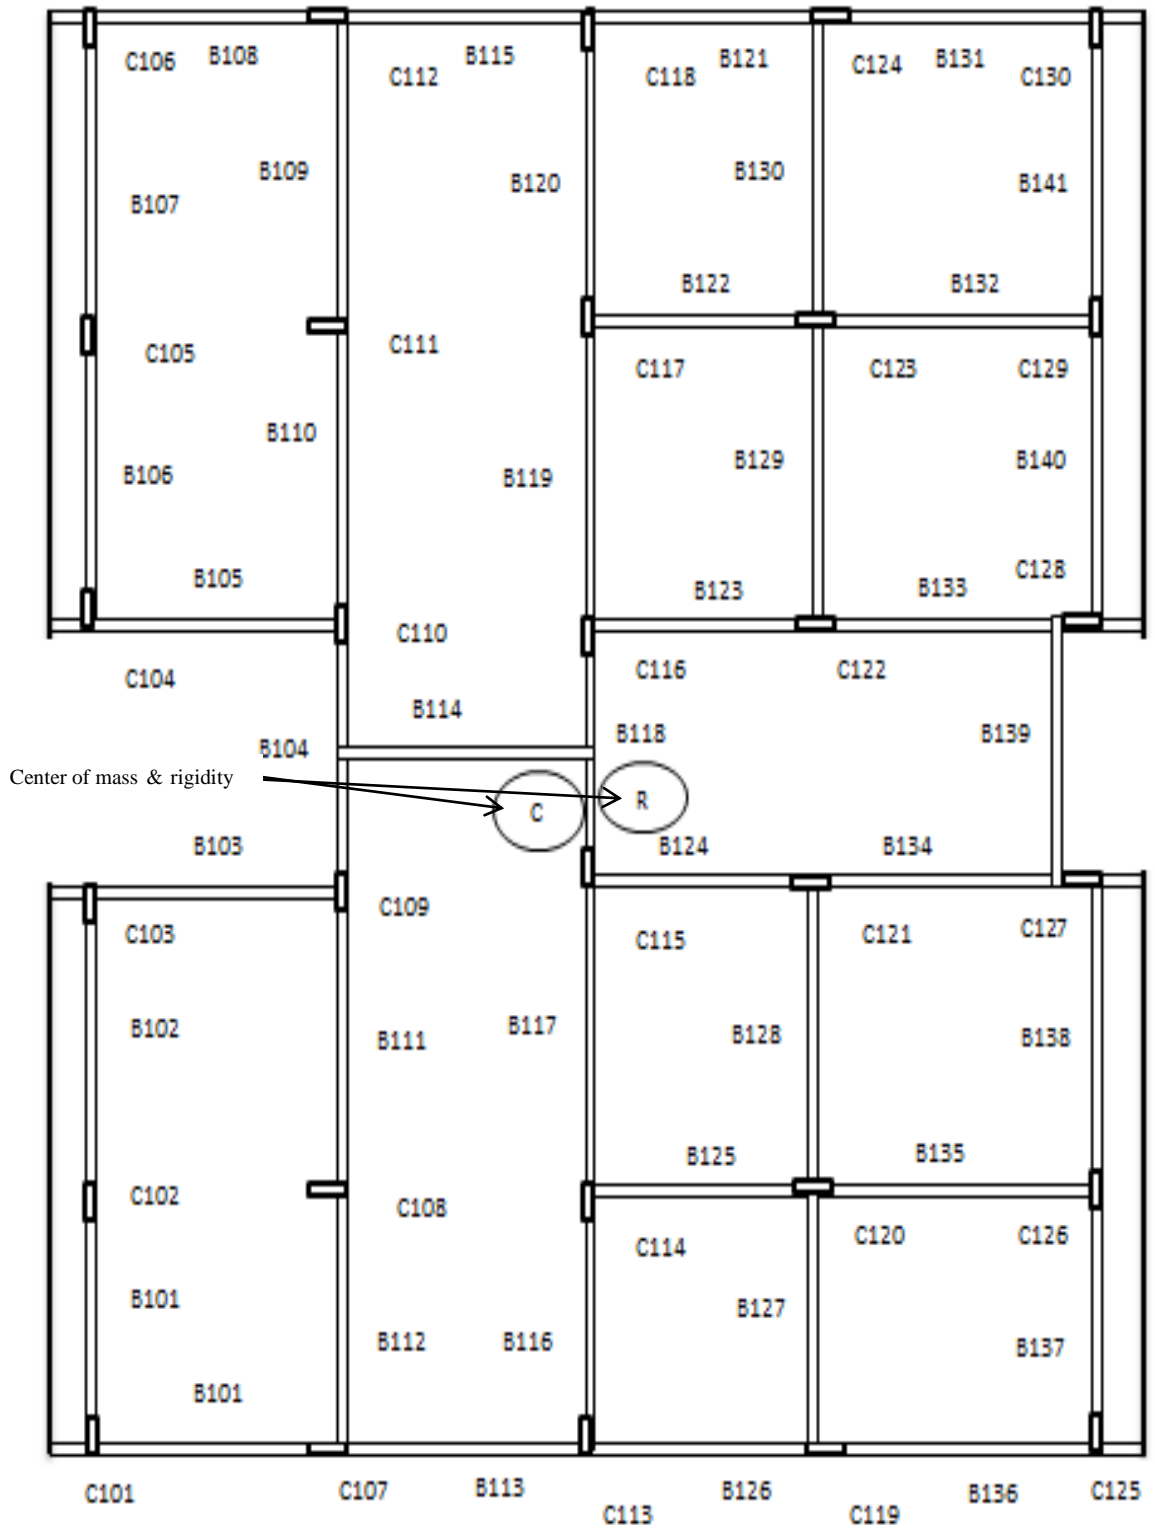 C106 B108 C112 B115 C118 B121 C124 B131 C130
B109 B120 B130 B141
B107
B122 B132
C105 C111 C117 C123 C129
B110
B106 B119 B129 B140
B105 B123 B133 C128
C110
C104 C116 C122
B114
B104 B118 B139
Center of mass & rigidity
C R
B103 B124 B134
C109
C103 C115 C121 C127
B102 B111 B117 B128 B138
B125 B135
C102 C108
C114 C120 C126
B101 B127
B112 B116 B137
B101
C101 C107 B113 B126 B136 C125
C113 C119